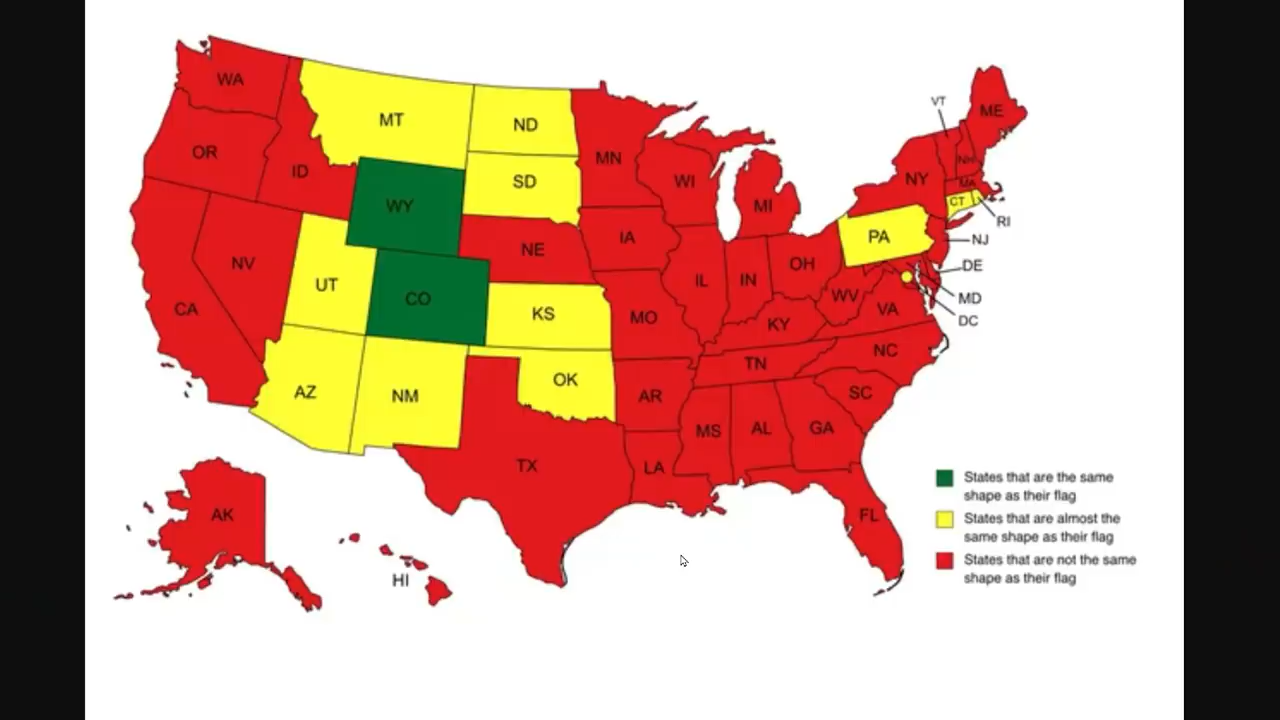 WA
MT
ND
MN
VT
ME
OR
ID
WY
SD
WI
MI
NY
NH
MA
CT
RI
NV
UT
CO
NE
IA
IL
IN
OH
PA
NJ
DE
MD
DC
CA
AZ
NM
KS
OK
MO
KY
WV
VA
TN
NC
SC
AR
MS
AL
GA
TX
LA
FL
AK
HI
States that are the same
shape as their flag
States that are almost the
same shape as their flag
States that are not the same
shape as their flag